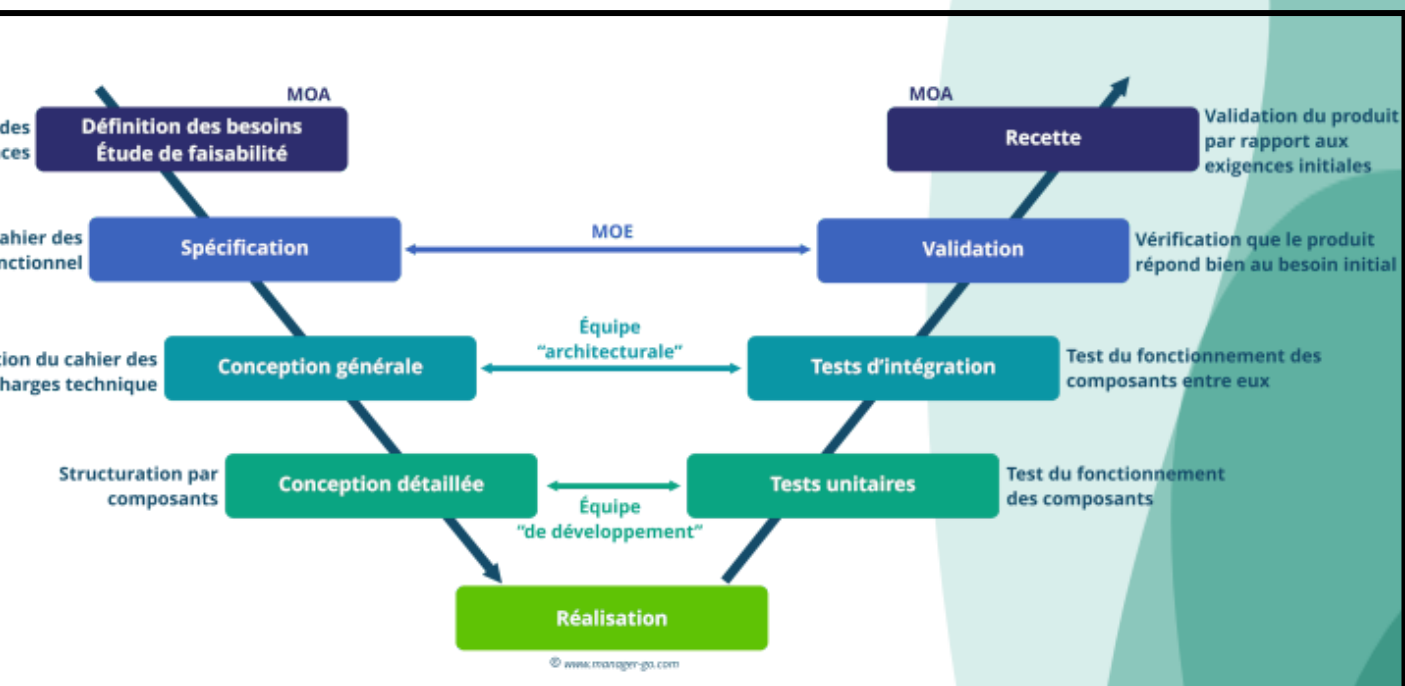 MOA
MOA
des
Définition des besoins
Étude de faisabilité
Recette
Validation du produit
par rapport aux
exigences initiales
ahier des
nctionnel
Spécification
MOE
Validation
Vérification que le produit
répond bien au besoin initial
tion du cahier des
harges technique
Conception générale
Équipe
“architecturale”
Tests d’intégration
Test du fonctionnement des
composants entre eux
Structuration par
composants
Conception détaillée
Équipe
“de développement”
Tests unitaires
Test du fonctionnement
des composants
Réalisation
© www.manager-go.com